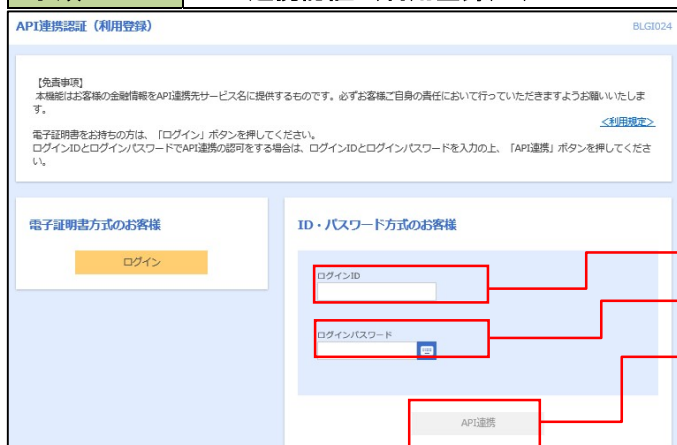 API連携認証（利用登録）
BLGI024
【免責事項】
本機能はお客様の金融情報をAPI連携先サービス名に提供するものです。必ずお客様ご自身の責任において行っていただきますようお願いいたしま
す。
＜利用規定＞
電子証明書をお持ちの方は、「ログイン」ボタンを押してください。
ログインIDとログインパスワードでAPI連携の認可をする場合は、ログインIDとログインパスワードを入力の上、「API連携」ボタンを押してくださ
い。
電子証明書方式のお客様
ログイン
ID・パスワード方式のお客様
ログインID
ログインパスワード
API連携